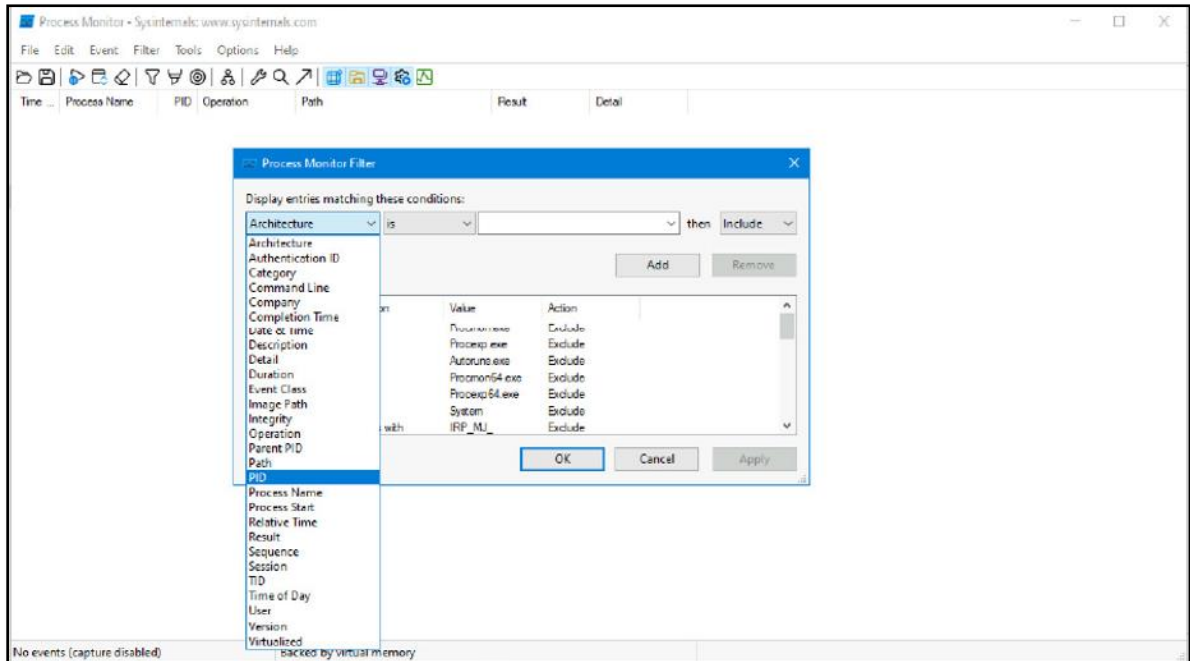 Process Monitor - Sysinternals: www.sysinternals.com
File Edit Event Filter Tools Options Help
Time ... Process Name PID Operation Path Result Detail
Process Monitor Filter
Display entries matching these conditions:
Architecture is then Include
Architecture
Authentication ID
Category
Command Line
Company
Completion Time
Date & Time
Description
Detail
Duration
Event Class
Image Path
Integrity
Operation
Parent PID
Path
PID
Process Name
Process Start
Relative Time
Result
Sequence
Session
TID
Time of Day
User
Version
Virtualized
Add Remove
Value Action
Procmon.exe Exclude
Procexp.exe Exclude
Autoruns.exe Exclude
Procmon64.exe Exclude
Procexp64.exe Exclude
System Exclude
with IRP_MJ_ Exclude
OK Cancel Apply
No events (capture disabled) Backed by virtual memory